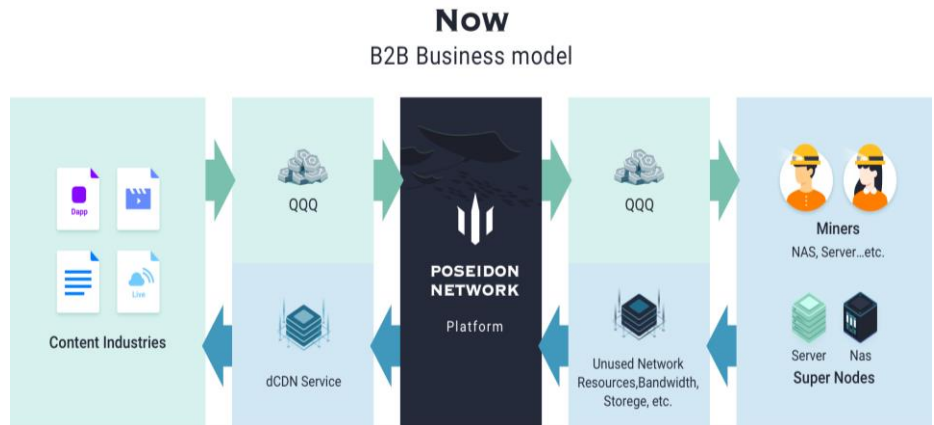 Now
B2B Business model
Dapp
Live
Content Industries
QQQ
dCDN Service
POSEIDON
NETWORK
Platform
QQQ
Unused Network
Resources,Bandwidth,
Storege, etc.
Miners
NAS, Server...etc.
Server
Nas
Super Nodes